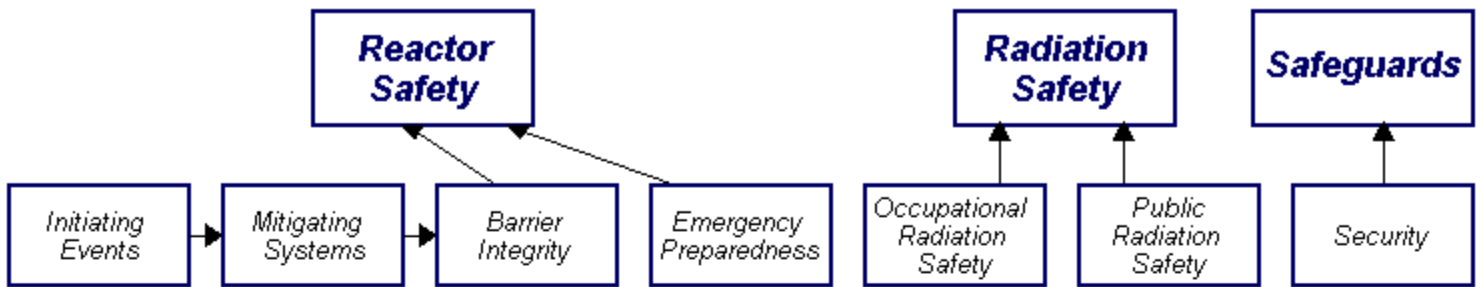 Reactor
Safety
Radiation
Safety
Safeguards
Initiating
Events
Mitigating
Systems
Barrier
Integrity
Emergency
Preparedness
Occupational
Radiation
Safety
Public
Radiation
Safety
Security